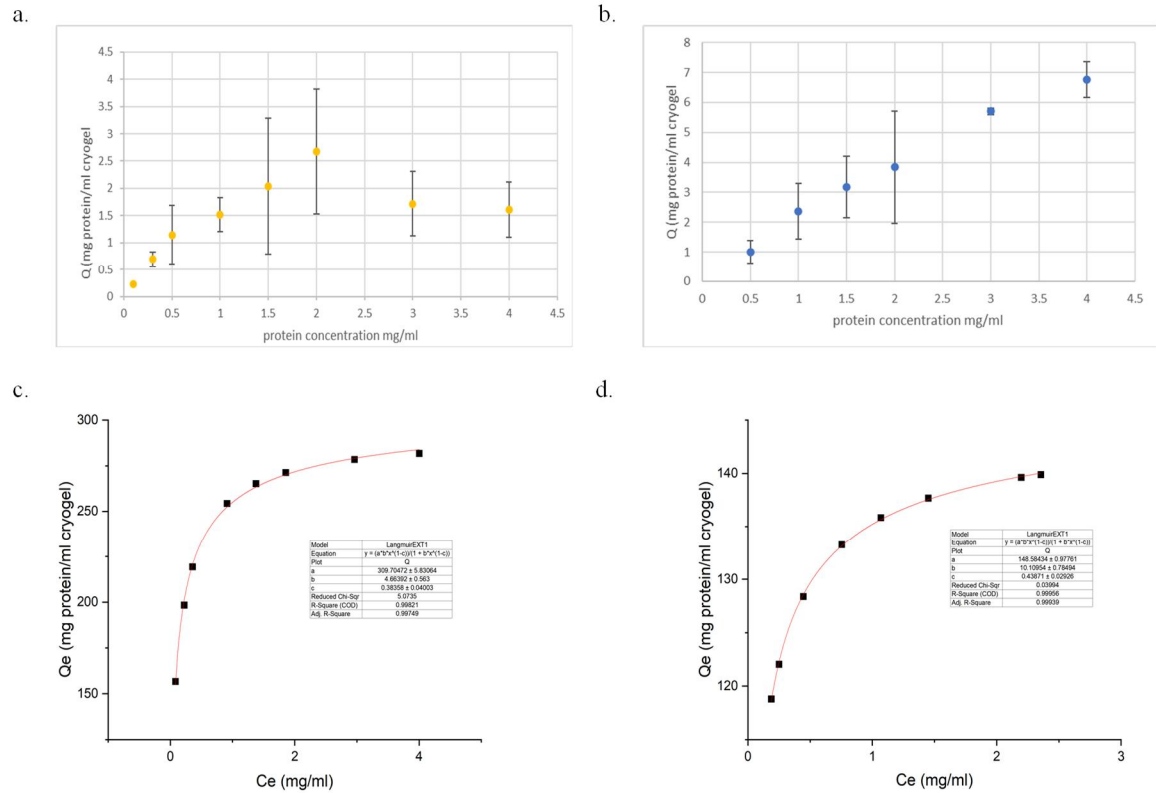 a.
4.5
4
3.5
3
2.5
2
1.5
1
0.5
0
Q (mg protein/ml cryogel)
0 0.5 1 1.5 2 2.5 3 3.5 4 4.5
protein concentration mg/ml
b.
8
7
6
5
4
3
2
1
0
Q (mg protein/ml cryogel)
0 0.5 1 1.5 2 2.5 3 3.5 4 4.5
protein concentration mg/ml
c.
300
250
200
150
Qe (mg protein/ml cryogel)
Model LangmuirEXT1
Equation y = (a*b*x^(1-c))/(1 + b*x^(1-c))
Plot Q
a 309.70472 ± 5.83064
b 4.66392 ± 0.563
c 0.38358 ± 0.04003
Reduced Chi-Sqr 5.0735
R-Square (COD) 0.99821
Adj. R-Square 0.99749
0 2 4
Ce (mg/ml)
d.
140
130
120
Qe (mg protein/ml cryogel)
Model LangmuirEXT1
Equation y = (a*b*x^(1-c))/(1 + b*x^(1-c))
Plot Q
a 148.58434 ± 0.97761
b 10.10954 ± 0.78494
c 0.43871 ± 0.02926
Reduced Chi-Sqr 0.03994
R-Square (COD) 0.99956
Adj. R-Square 0.99939
0 1 2 3
Ce (mg/ml)